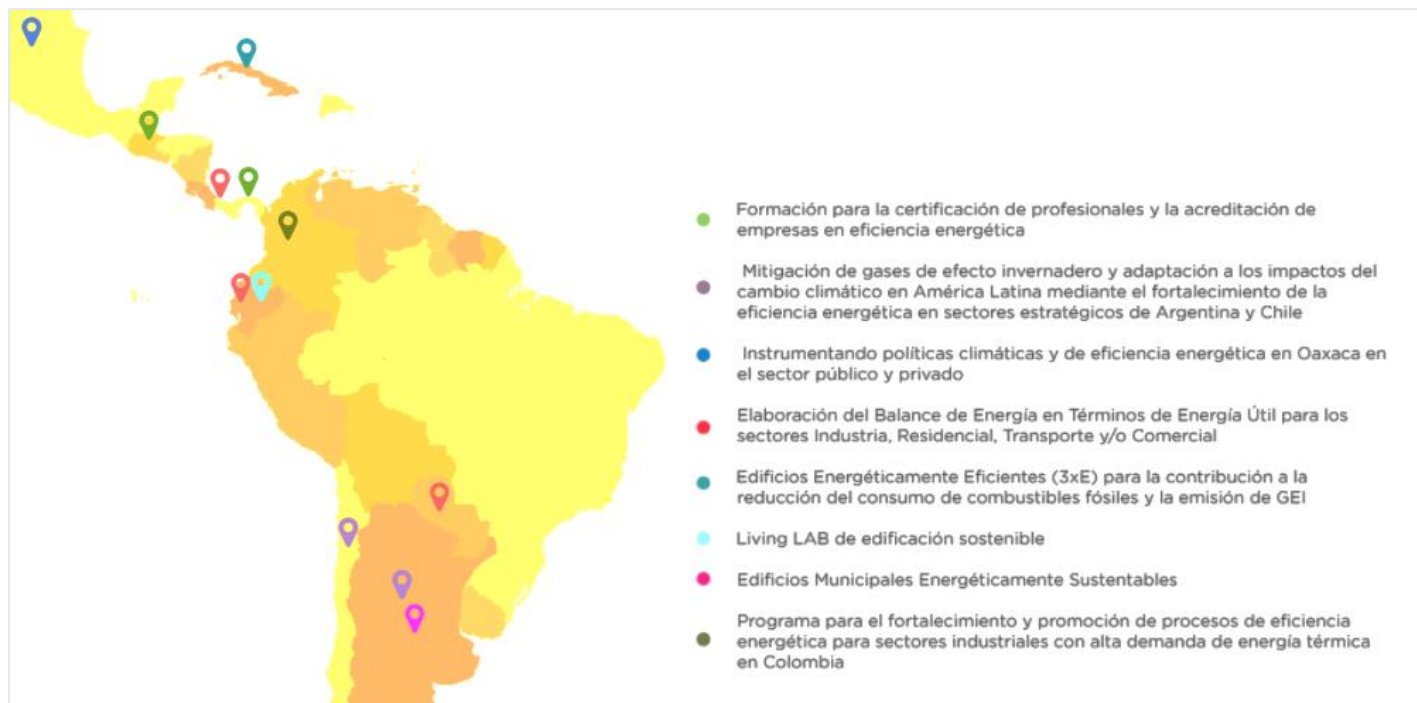 Formación para la certificación de profesionales y la acreditación de
empresas en eficiencia energética
Mitigación de gases de efecto invernadero y adaptación a los impactos del
cambio climático en América Latina mediante el fortalecimiento de la
eficiencia energética en sectores estratégicos de Argentina y Chile
Instrumentando políticas climáticas y de eficiencia energética en Oaxaca en
el sector público y privado
Elaboración del Balance de Energía en Términos de Energía Útil para los
sectores Industria, Residencial, Transporte y/o Comercial
Edificios Energéticamente Eficientes (3xE) para la contribución a la
reducción del consumo de combustibles fósiles y la emisión de GEI
Living LAB de edificación sostenible
Edificios Municipales Energéticamente Sustentables
Programa para el fortalecimiento y promoción de procesos de eficiencia
energética para sectores industriales con alta demanda de energía térmica
en Colombia